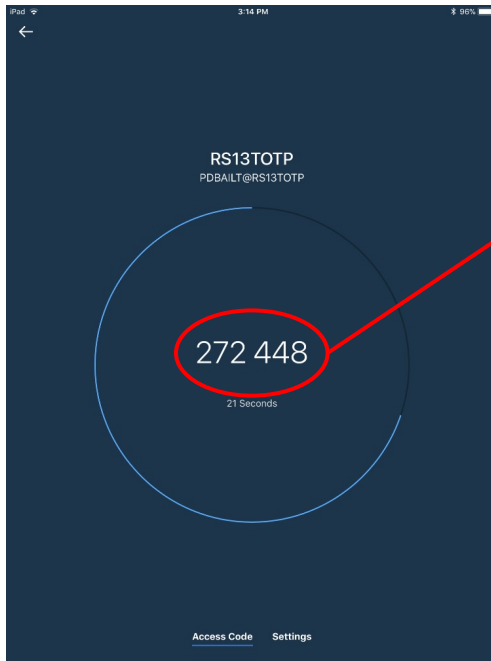 iPad 3:14 PM 96%
RS13TOTP
PDBAILT@RS13TOTP
272 448
21 Seconds
Access Code Settings